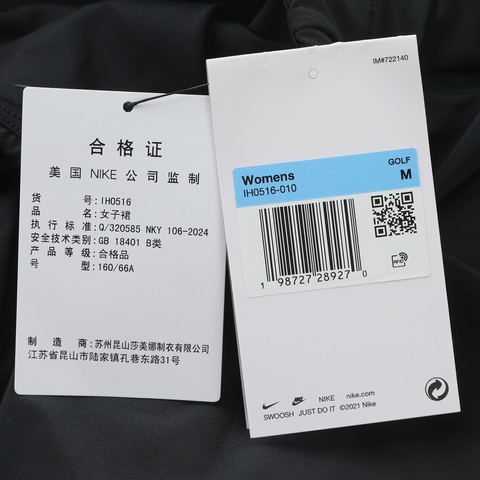 合格证
美国 NIKE 公司监制
货 号: IH0516
品 名: 女子裙
执行标准: Q/320585 NKY 106-2024
安全技术类别: GB 18401 B类
产品等级: 合格品
号 型: 160/66A
制造商: 苏州昆山莎美娜制衣有限公司
江苏省昆山市陆家镇孔巷东路31号
IM#722140
GOLF
Womens M
IH0516-010
RFID
1 98727 28927 0
NIKE nike.com
SWOOSH JUST DO IT ©2021 Nike